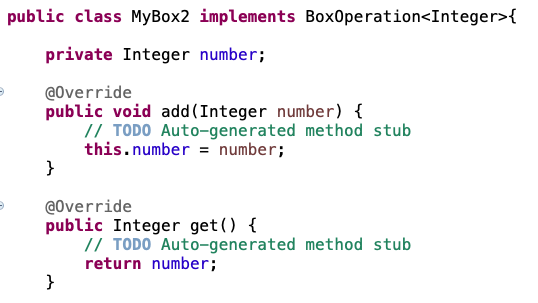 public class MyBox2 implements BoxOperation<Integer>{
private Integer number;
@Override
public void add(Integer number) {
// TODO Auto-generated method stub
this.number = number;
}
@Override
public Integer get() {
// TODO Auto-generated method stub
return number;
}